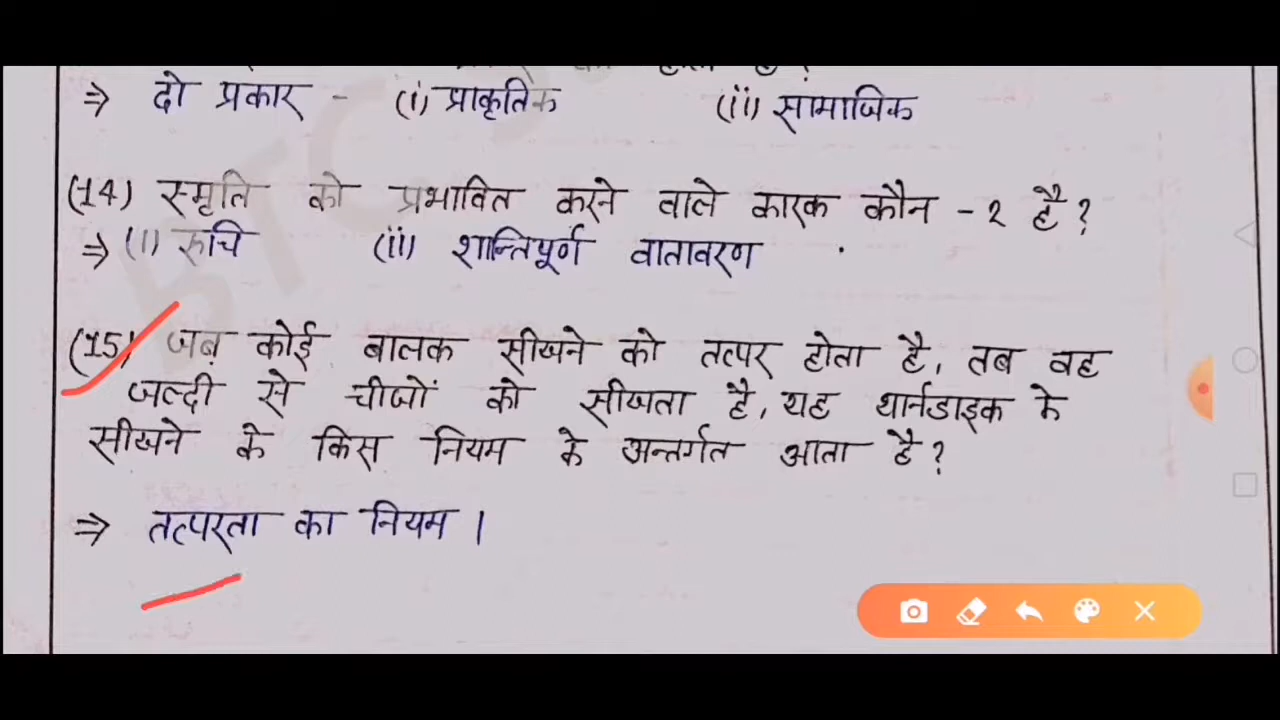 ⇒ दो प्रकार - (i) प्राकृतिक (ii) सामाजिक
(14) स्मृति को प्रभावित करने वाले कारक कौन -२ है ?
⇒ (i) रुचि (ii) शान्तिपूर्ण वातावरण
(15) जब कोई बालक सीखने को तत्पर होता है, तब वह
जल्दी से चीजों को सीखता है, यह थार्नडाइक के
सीखने के किस नियम के अन्तर्गत आता है ?
⇒ तत्परता का नियम ।